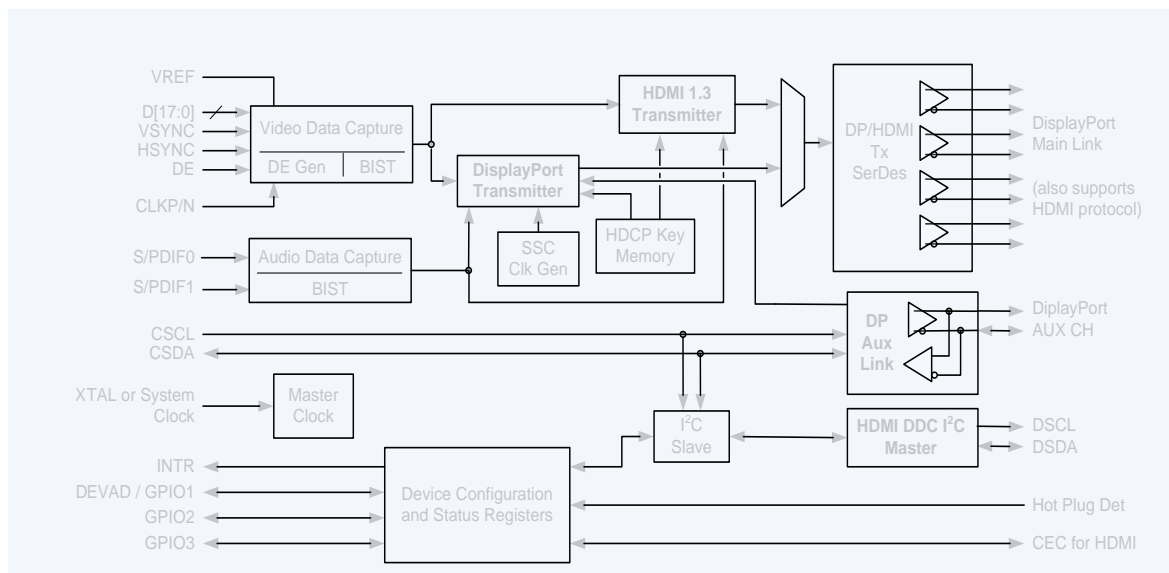 VREF
D[17:0]
VSYNC
HSYNC
DE
CLKP/N
Video Data Capture
DE Gen
BIST
HDMI 1.3
Transmitter
DisplayPort
Transmitter
SSC
Clk Gen
HDCP Key
Memory
DP/HDMI
Tx
SerDes
DisplayPort
Main Link
(also supports
HDMI protocol)
S/PDIF0
S/PDIF1
Audio Data Capture
BIST
CSCL
CSDA
DP
Aux
Link
DiplayPort
AUX CH
XTAL or System
Clock
Master
Clock
I²C
Slave
HDMI DDC I²C
Master
DSCL
DSDA
INTR
DEVAD / GPIO1
GPIO2
GPIO3
Device Configuration
and Status Registers
Hot Plug Det
CEC for HDMI